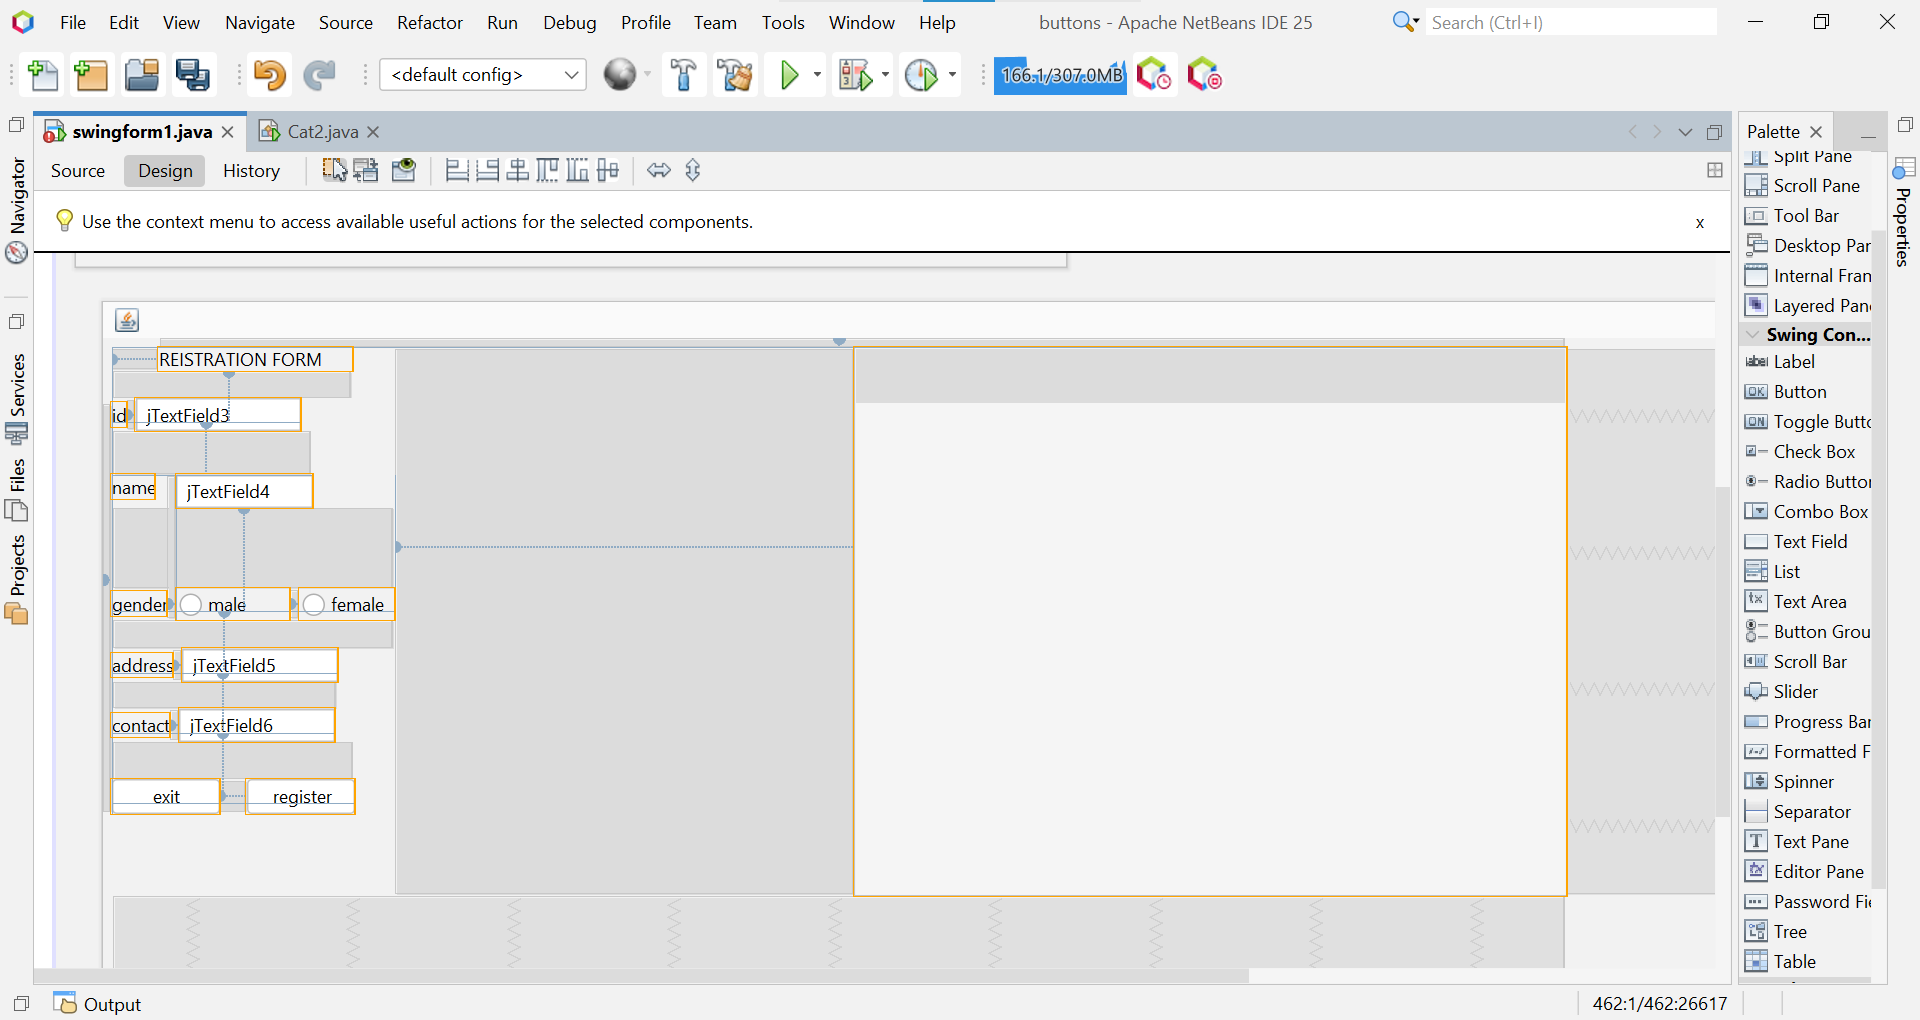 File Edit View Navigate Source Refactor Run Debug Profile Team Tools Window Help buttons - Apache NetBeans IDE 25 Search (Ctrl+I)
<default config> 166.1/307.0MB
swingform1.java Cat2.java
Source Design History
Use the context menu to access available useful actions for the selected components. x
REISTRATION FORM
id jTextField3
name jTextField4
gender male female
address jTextField5
contact jTextField6
exit register
Navigator
Services
Files
Projects
Palette
Split Pane
Scroll Pane
Tool Bar
Desktop Pan
Internal Fran
Layered Pane
Swing Con...
Label
Button
Toggle Butto
Check Box
Radio Button
Combo Box
Text Field
List
Text Area
Button Grou
Scroll Bar
Slider
Progress Bar
Formatted F
Spinner
Separator
Text Pane
Editor Pane
Password Fie
Tree
Table
Properties
Output
462:1/462:26617